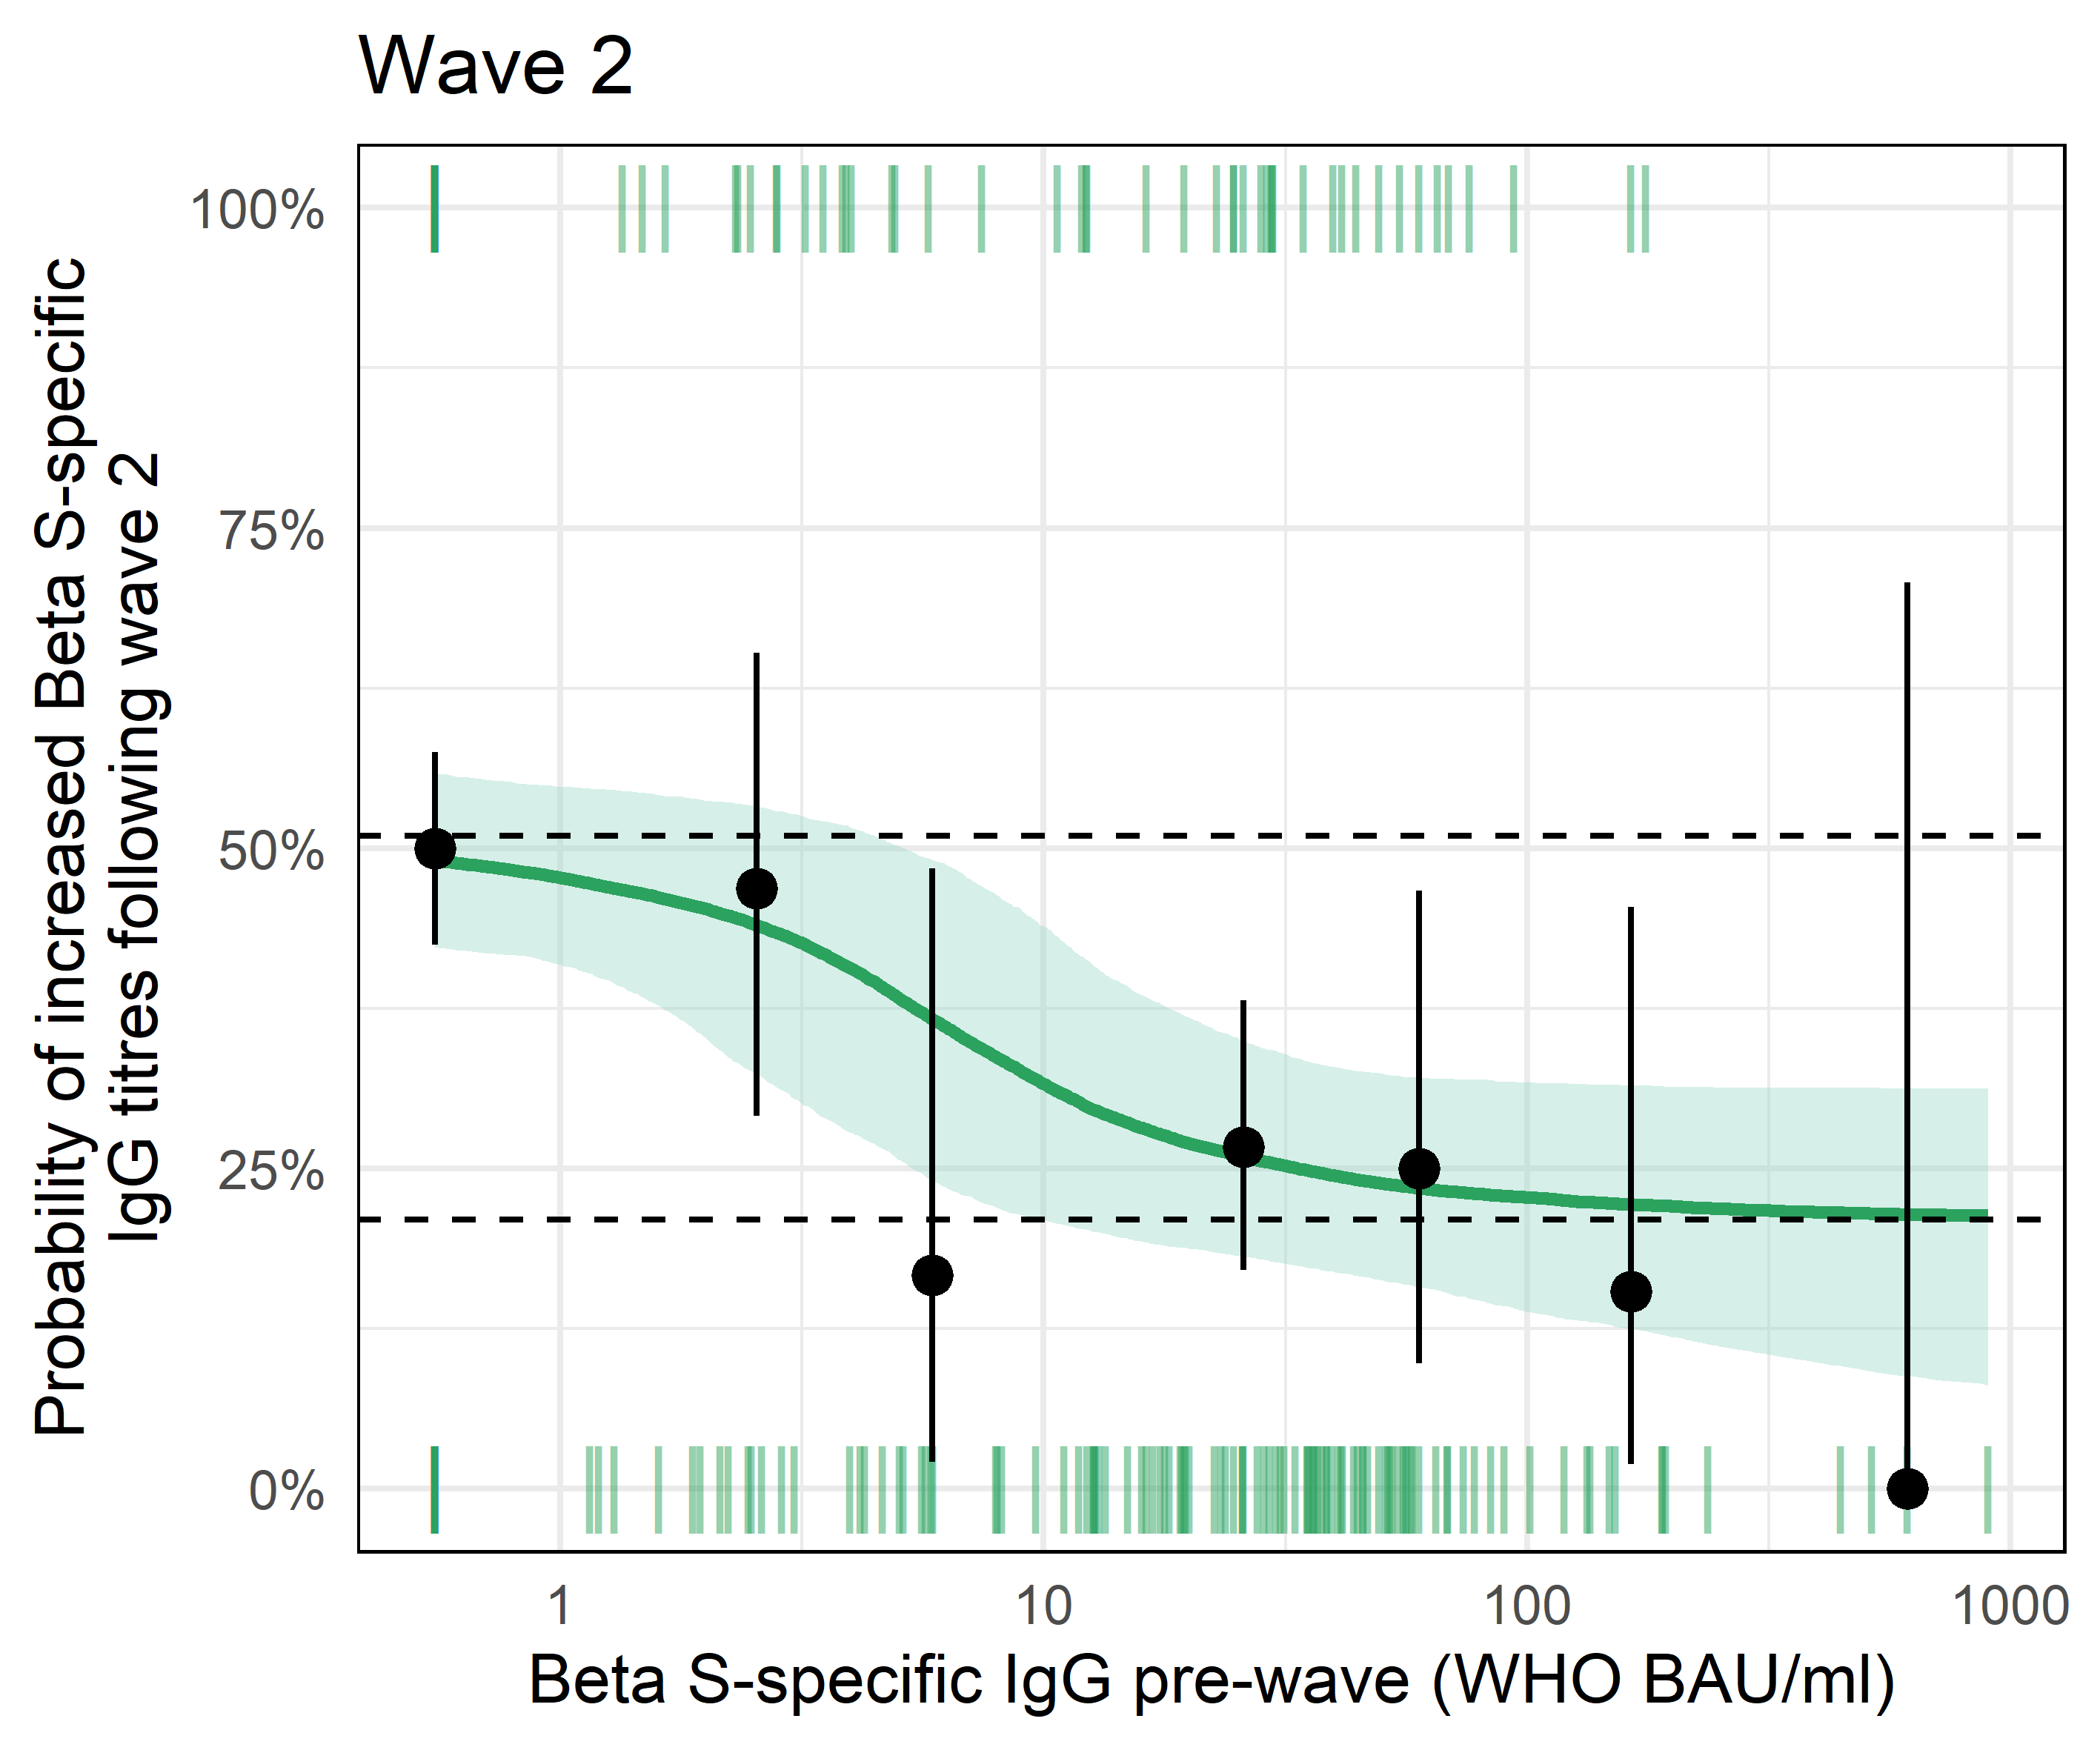 Wave 2
Probability of increased Beta S-specific
IgG titres following wave 2
100%
75%
50%
25%
0%
1 10 100 1000
Beta S-specific IgG pre-wave (WHO BAU/ml)